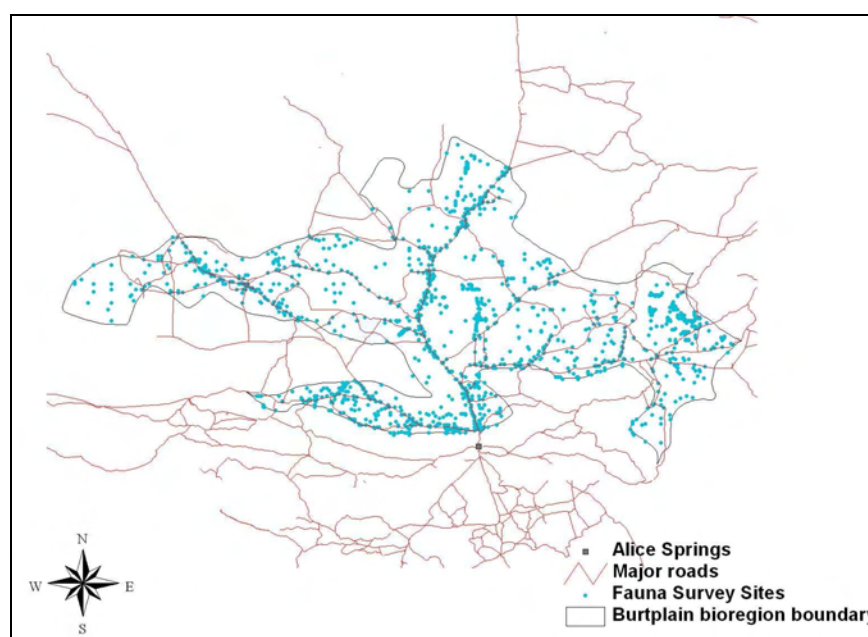 N
W E
S
Alice Springs
Major roads
Fauna Survey Sites
Burtplain bioregion boundary